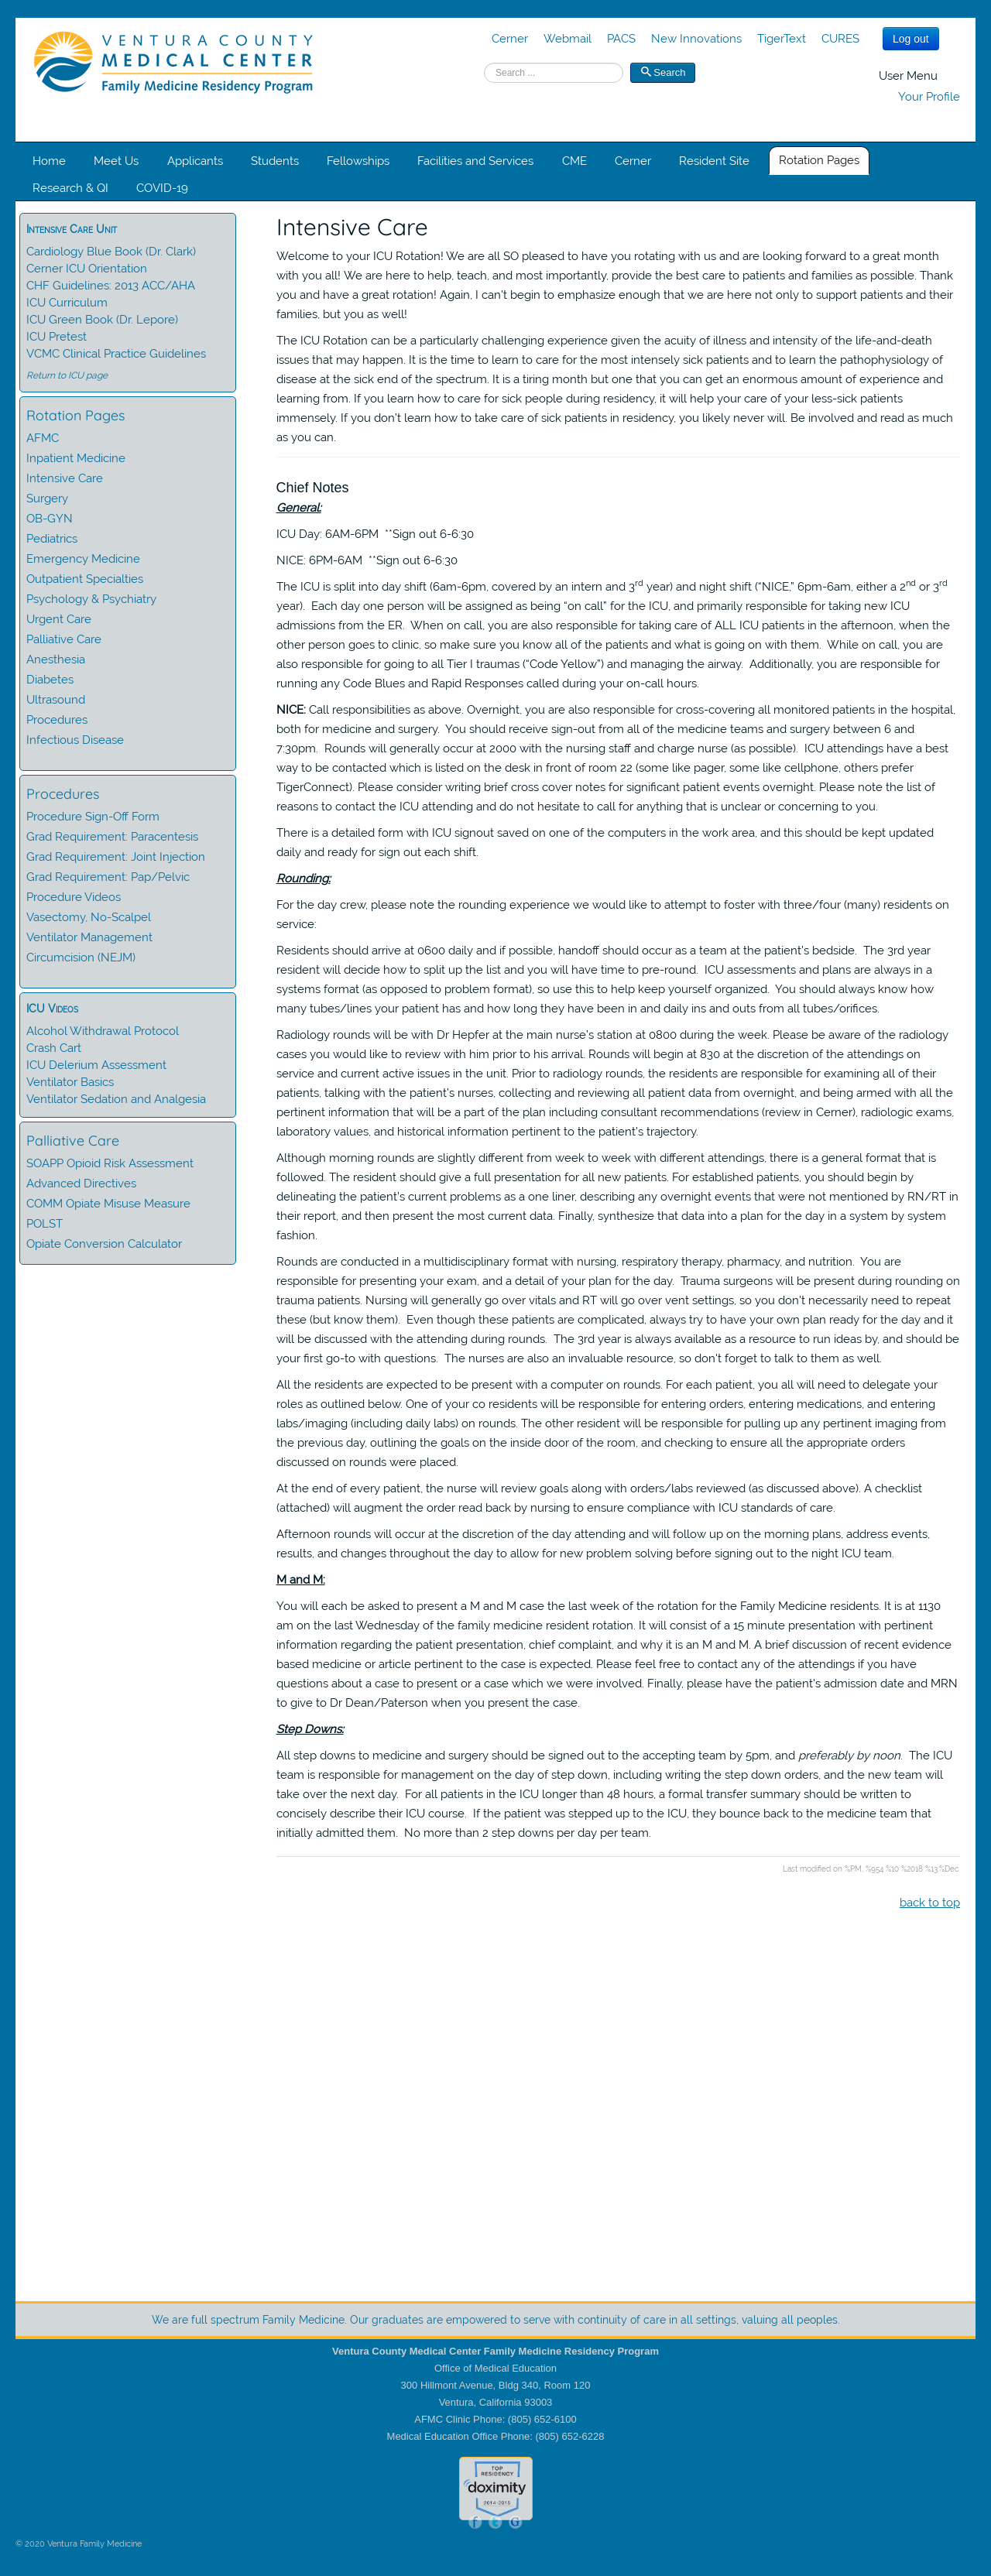 VENTURA COUNTY
MEDICAL CENTER
Family Medicine Residency Program
Cerner Webmail PACS New Innovations TigerText CURES
Log out
Search ...
Search
User Menu
Your Profile
Home Meet Us Applicants Students Fellowships Facilities and Services CME Cerner Resident Site Rotation Pages
Research & QI COVID-19
Intensive Care Unit
Cardiology Blue Book (Dr. Clark)
Cerner ICU Orientation
CHF Guidelines: 2013 ACC/AHA
ICU Curriculum
ICU Green Book (Dr. Lepore)
ICU Pretest
VCMC Clinical Practice Guidelines
Return to ICU page
Rotation Pages
AFMC
Inpatient Medicine
Intensive Care
Surgery
OB-GYN
Pediatrics
Emergency Medicine
Outpatient Specialties
Psychology & Psychiatry
Urgent Care
Palliative Care
Anesthesia
Diabetes
Ultrasound
Procedures
Infectious Disease
Procedures
Procedure Sign-Off Form
Grad Requirement: Paracentesis
Grad Requirement: Joint Injection
Grad Requirement: Pap/Pelvic
Procedure Videos
Vasectomy, No-Scalpel
Ventilator Management
Circumcision (NEJM)
ICU Videos
Alcohol Withdrawal Protocol
Crash Cart
ICU Delerium Assessment
Ventilator Basics
Ventilator Sedation and Analgesia
Palliative Care
SOAPP Opioid Risk Assessment
Advanced Directives
COMM Opiate Misuse Measure
POLST
Opiate Conversion Calculator
Intensive Care
Welcome to your ICU Rotation! We are all SO pleased to have you rotating with us and are looking forward to a great month
with you all! We are here to help, teach, and most importantly, provide the best care to patients and families as possible. Thank
you and have a great rotation! Again, I can't begin to emphasize enough that we are here not only to support patients and their
families, but you as well!
The ICU Rotation can be a particularly challenging experience given the acuity of illness and intensity of the life-and-death
issues that may happen. It is the time to learn to care for the most intensely sick patients and to learn the pathophysiology of
disease at the sick end of the spectrum. It is a tiring month but one that you can get an enormous amount of experience and
learning from. If you learn how to care for sick people during residency, it will help your care of your less-sick patients
immensely. If you don't learn how to take care of sick patients in residency, you likely never will. Be involved and read as much
as you can.
Chief Notes
General:
ICU Day: 6AM-6PM **Sign out 6-6:30
NICE: 6PM-6AM **Sign out 6-6:30
The ICU is split into day shift (6am-6pm, covered by an intern and 3rd year) and night shift ("NICE," 6pm-6am, either a 2nd or 3rd
year). Each day one person will be assigned as being "on call" for the ICU, and primarily responsible for taking new ICU
admissions from the ER. When on call, you are also responsible for taking care of ALL ICU patients in the afternoon, when the
other person goes to clinic, so make sure you know all of the patients and what is going on with them. While on call, you are
also responsible for going to all Tier I traumas ("Code Yellow") and managing the airway. Additionally, you are responsible for
running any Code Blues and Rapid Responses called during your on-call hours.
NICE: Call responsibilities as above. Overnight, you are also responsible for cross-covering all monitored patients in the hospital,
both for medicine and surgery. You should receive sign-out from all of the medicine teams and surgery between 6 and
7:30pm. Rounds will generally occur at 2000 with the nursing staff and charge nurse (as possible). ICU attendings have a best
way to be contacted which is listed on the desk in front of room 22 (some like pager, some like cellphone, others prefer
TigerConnect). Please consider writing brief cross cover notes for significant patient events overnight. Please note the list of
reasons to contact the ICU attending and do not hesitate to call for anything that is unclear or concerning to you.
There is a detailed form with ICU signout saved on one of the computers in the work area, and this should be kept updated
daily and ready for sign out each shift.
Rounding:
For the day crew, please note the rounding experience we would like to attempt to foster with three/four (many) residents on
service:
Residents should arrive at 0600 daily and if possible, handoff should occur as a team at the patient's bedside. The 3rd year
resident will decide how to split up the list and you will have time to pre-round. ICU assessments and plans are always in a
systems format (as opposed to problem format), so use this to help keep yourself organized. You should always know how
many tubes/lines your patient has and how long they have been in and daily ins and outs from all tubes/orifices.
Radiology rounds will be with Dr Hepfer at the main nurse's station at 0800 during the week. Please be aware of the radiology
cases you would like to review with him prior to his arrival. Rounds will begin at 830 at the discretion of the attendings on
service and current active issues in the unit. Prior to radiology rounds, the residents are responsible for examining all of their
patients, talking with the patient's nurses, collecting and reviewing all patient data from overnight, and being armed with all the
pertinent information that will be a part of the plan including consultant recommendations (review in Cerner), radiologic exams,
laboratory values, and historical information pertinent to the patient's trajectory.
Although morning rounds are slightly different from week to week with different attendings, there is a general format that is
followed. The resident should give a full presentation for all new patients. For established patients, you should begin by
delineating the patient's current problems as a one liner, describing any overnight events that were not mentioned by RN/RT in
their report, and then present the most current data. Finally, synthesize that data into a plan for the day in a system by system
fashion.
Rounds are conducted in a multidisciplinary format with nursing, respiratory therapy, pharmacy, and nutrition. You are
responsible for presenting your exam, and a detail of your plan for the day. Trauma surgeons will be present during rounding on
trauma patients. Nursing will generally go over vitals and RT will go over vent settings, so you don't necessarily need to repeat
these (but know them). Even though these patients are complicated, always try to have your own plan ready for the day and it
will be discussed with the attending during rounds. The 3rd year is always available as a resource to run ideas by, and should be
your first go-to with questions. The nurses are also an invaluable resource, so don't forget to talk to them as well.
All the residents are expected to be present with a computer on rounds. For each patient, you all will need to delegate your
roles as outlined below. One of your co residents will be responsible for entering orders, entering medications, and entering
labs/imaging (including daily labs) on rounds. The other resident will be responsible for pulling up any pertinent imaging from
the previous day, outlining the goals on the inside door of the room, and checking to ensure all the appropriate orders
discussed on rounds were placed.
At the end of every patient, the nurse will review goals along with orders/labs reviewed (as discussed above). A checklist
(attached) will augment the order read back by nursing to ensure compliance with ICU standards of care.
Afternoon rounds will occur at the discretion of the day attending and will follow up on the morning plans, address events,
results, and changes throughout the day to allow for new problem solving before signing out to the night ICU team.
M and M:
You will each be asked to present a M and M case the last week of the rotation for the Family Medicine residents. It is at 1130
am on the last Wednesday of the family medicine resident rotation. It will consist of a 15 minute presentation with pertinent
information regarding the patient presentation, chief complaint, and why it is an M and M. A brief discussion of recent evidence
based medicine or article pertinent to the case is expected. Please feel free to contact any of the attendings if you have
questions about a case to present or a case which we were involved. Finally, please have the patient's admission date and MRN
to give to Dr Dean/Paterson when you present the case.
Step Downs:
All step downs to medicine and surgery should be signed out to the accepting team by 5pm, and preferably by noon. The ICU
team is responsible for management on the day of step down, including writing the step down orders, and the new team will
take over the next day. For all patients in the ICU longer than 48 hours, a formal transfer summary should be written to
concisely describe their ICU course. If the patient was stepped up to the ICU, they bounce back to the medicine team that
initially admitted them. No more than 2 step downs per day per team.
Last modified on %PM, %954 %10 %2018 %13:%Dec
back to top
We are full spectrum Family Medicine. Our graduates are empowered to serve with continuity of care in all settings, valuing all peoples.
Ventura County Medical Center Family Medicine Residency Program
Office of Medical Education
300 Hillmont Avenue, Bldg 340, Room 120
Ventura, California 93003
AFMC Clinic Phone: (805) 652-6100
Medical Education Office Phone: (805) 652-6228
TOP
RESIDENCY
doximity
2014-2015
f t G
© 2020 Ventura Family Medicine